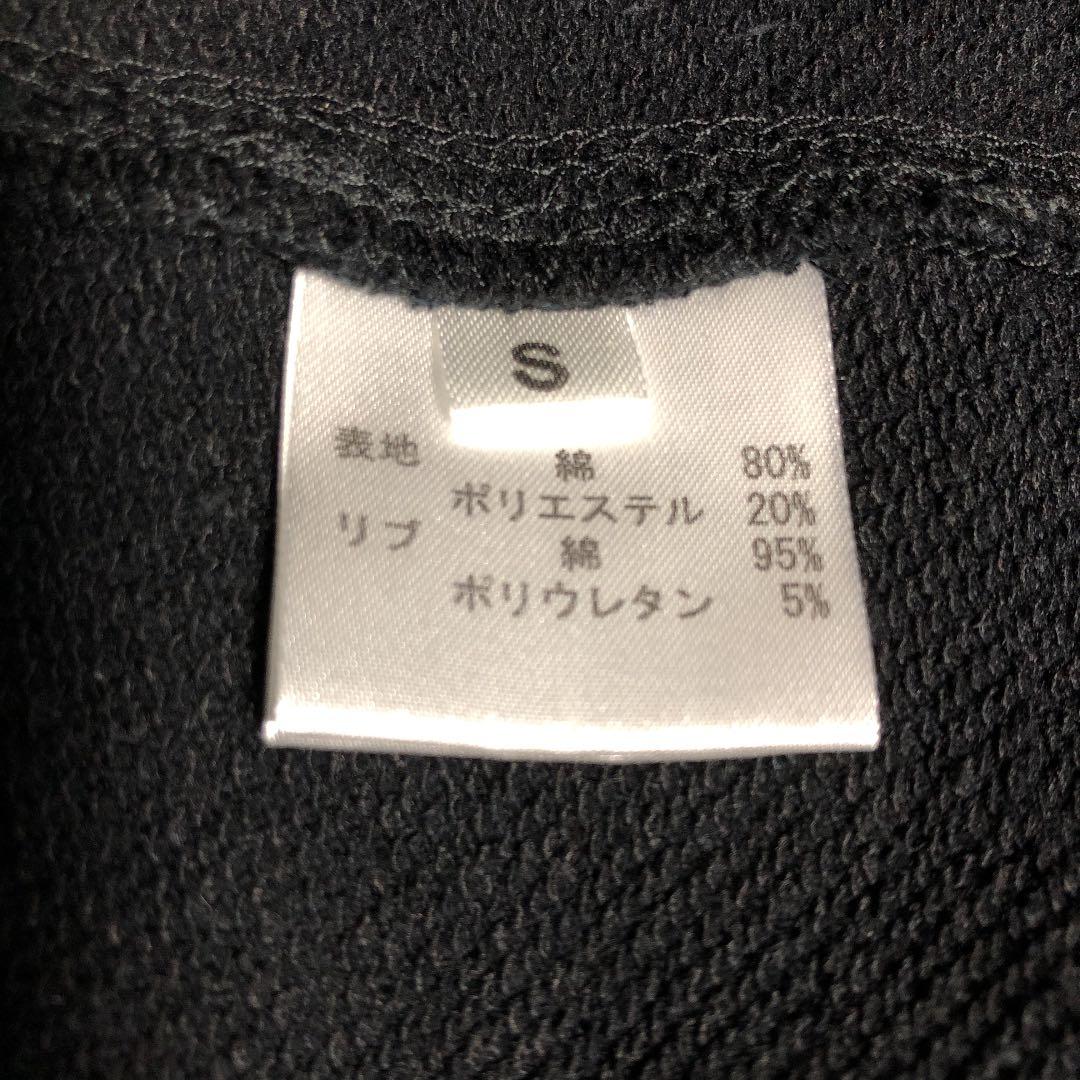 S
表地 綿 80%
ポリエステル 20%
リブ 綿 95%
ポリウレタン 5%